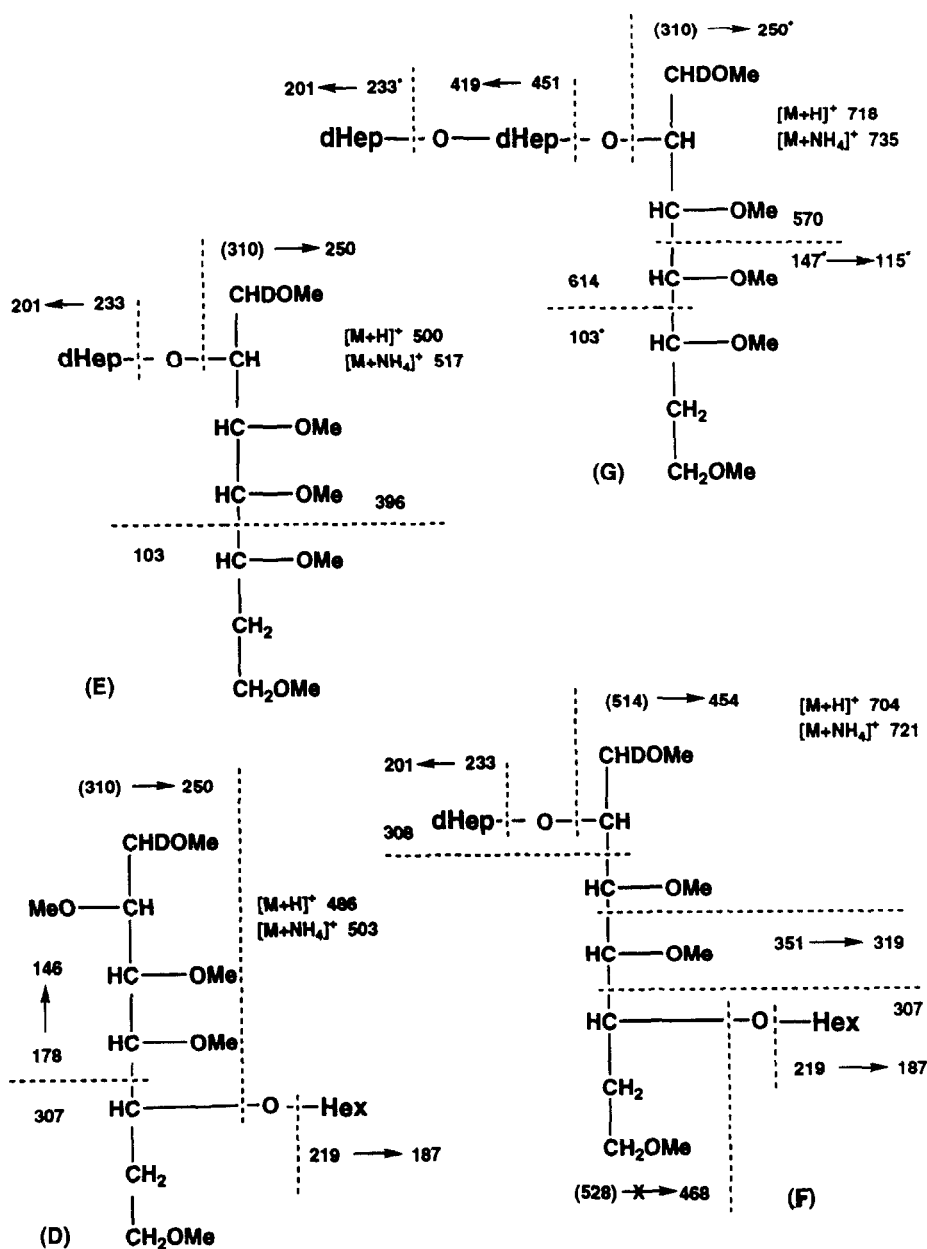 (310) → 250*
201 ← 233* 419 ← 451
CHDOMe
[M+H]⁺ 718
[M+NH₄]⁺ 735
dHep O dHep O CH
HC OMe 570
147* → 115*
614 HC OMe
103* HC OMe
CH₂
CH₂OMe
(G)
(310) → 250
201 ← 233
CHDOMe
[M+H]⁺ 500
[M+NH₄]⁺ 517
dHep O CH
HC OMe
HC OMe 396
103 HC OMe
CH₂
CH₂OMe
(E)
(310) → 250
CHDOMe
MeO CH
[M+H]⁺ 486
[M+NH₄]⁺ 503
146 HC OMe
178 HC OMe
307 HC O Hex
219 → 187
CH₂
CH₂OMe
(D)
(514) → 454
[M+H]⁺ 704
[M+NH₄]⁺ 721
CHDOMe
201 ← 233
dHep O CH
308
HC OMe
351 → 319
HC OMe
307
HC O Hex
219 → 187
CH₂
CH₂OMe
(528) X→ 468
(F)